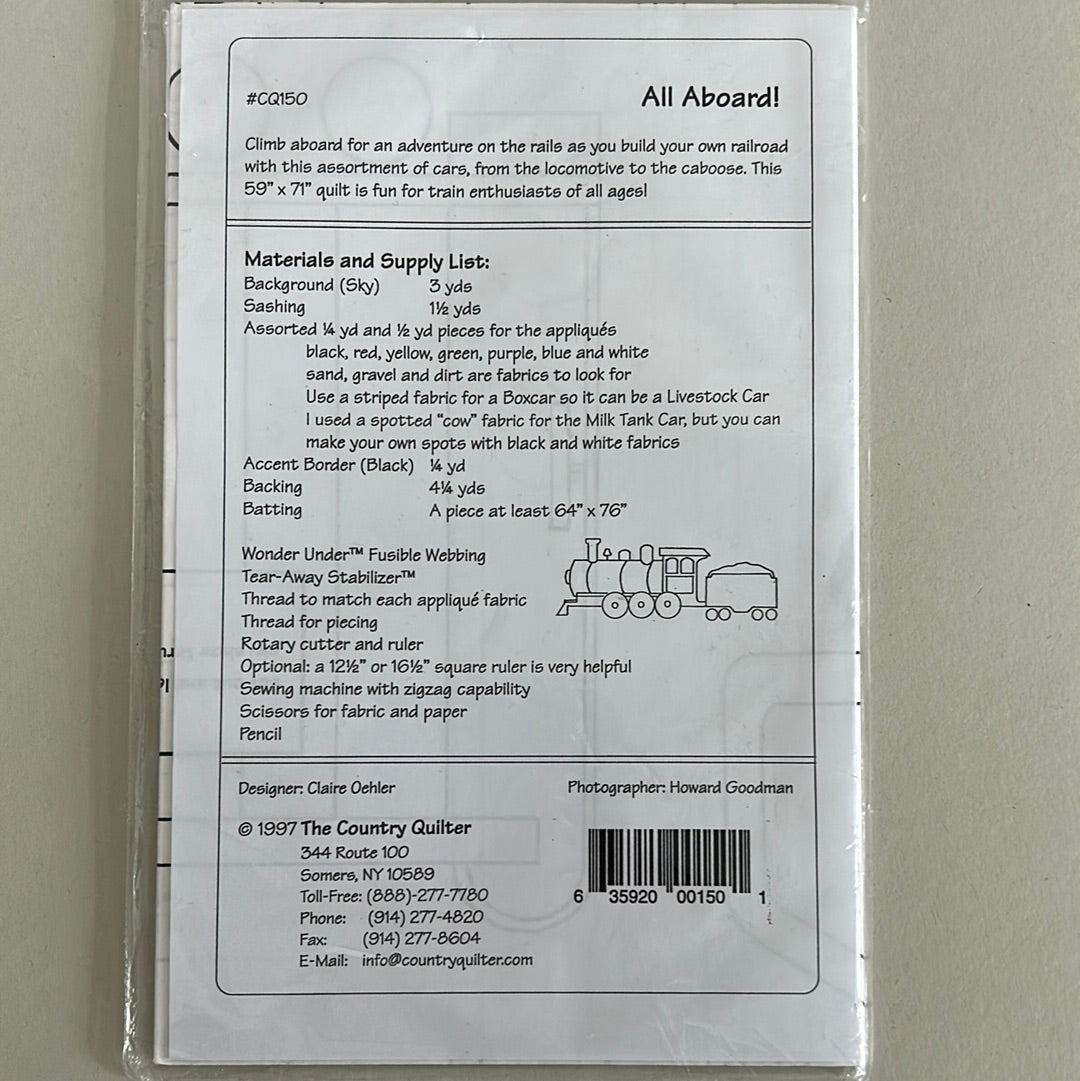 #CQ150
All Aboard!
Climb aboard for an adventure on the rails as you build your own railroad
with this assortment of cars, from the locomotive to the caboose. This
59" x 71" quilt is fun for train enthusiasts of all ages!
Materials and Supply List:
Background (Sky) 3 yds
Sashing 1½ yds
Assorted ¼ yd and ½ yd pieces for the appliqués
black, red, yellow, green, purple, blue and white
sand, gravel and dirt are fabrics to look for
Use a striped fabric for a Boxcar so it can be a Livestock Car
I used a spotted "cow" fabric for the Milk Tank Car, but you can
make your own spots with black and white fabrics
Accent Border (Black) ¼ yd
Backing 4¼ yds
Batting A piece at least 64" x 76"
Wonder Under™ Fusible Webbing
Tear-Away Stabilizer™
Thread to match each appliqué fabric
Thread for piecing
Rotary cutter and ruler
Optional: a 12½" or 16½" square ruler is very helpful
Sewing machine with zigzag capability
Scissors for fabric and paper
Pencil
Designer: Claire Oehler
Photographer: Howard Goodman
© 1997 The Country Quilter
344 Route 100
Somers, NY 10589
Toll-Free: (888)-277-7780
Phone: (914) 277-4820
Fax: (914) 277-8604
E-Mail: info@countryquilter.com
6 35920 00150 1